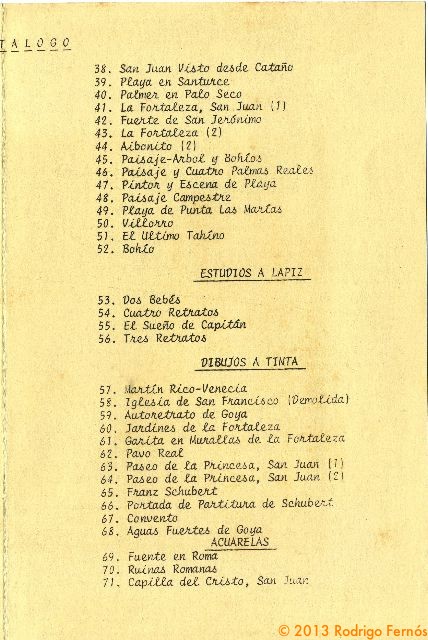 TALOGO
38. San Juan Visto desde Cataño
39. Playa en Santurce
40. Palmer en Palo Seco
41. La Fortaleza, San Juan (1)
42. Fuerte de San Jerónimo
43. La Fortaleza (2)
44. Aibonito (2)
45. Paisaje-Arbol y Bohíos
46. Paisaje y Cuatro Palmas Reales
47. Pintor y Escena de Playa
48. Paisaje Campestre
49. Playa de Punta Las Marías
50. Villorro
51. El Ultimo Tahíno
52. Bohío
ESTUDIOS A LAPIZ
53. Dos Bebés
54. Cuatro Retratos
55. El Sueño de Capitán
56. Tres Retratos
DIBUJOS A TINTA
57. Martín Rico-Venecia
58. Iglesia de San Francisco (Demolida)
59. Autoretrato de Goya
60. Jardines de la Fortaleza
61. Garita en Murallas de la Fortaleza
62. Pavo Real
63. Paseo de la Princesa, San Juan (1)
64. Paseo de la Princesa, San Juan (2)
65. Franz Schubert
66. Portada de Partitura de Schubert
67. Convento
68. Aguas Fuertes de Goya
ACUARELAS
69. Fuente en Roma
70. Ruinas Romanas
71. Capilla del Cristo, San Juan
© 2013 Rodrigo Fernós